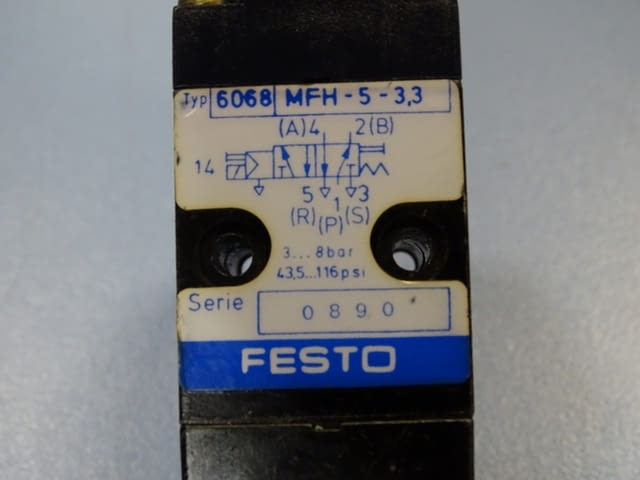 Typ 6068 MFH-5-3,3
(A)4 2(B)
14
5 1 3
(R) (P) (S)
3...8bar
43,5...116psi
Serie 0890
FESTO